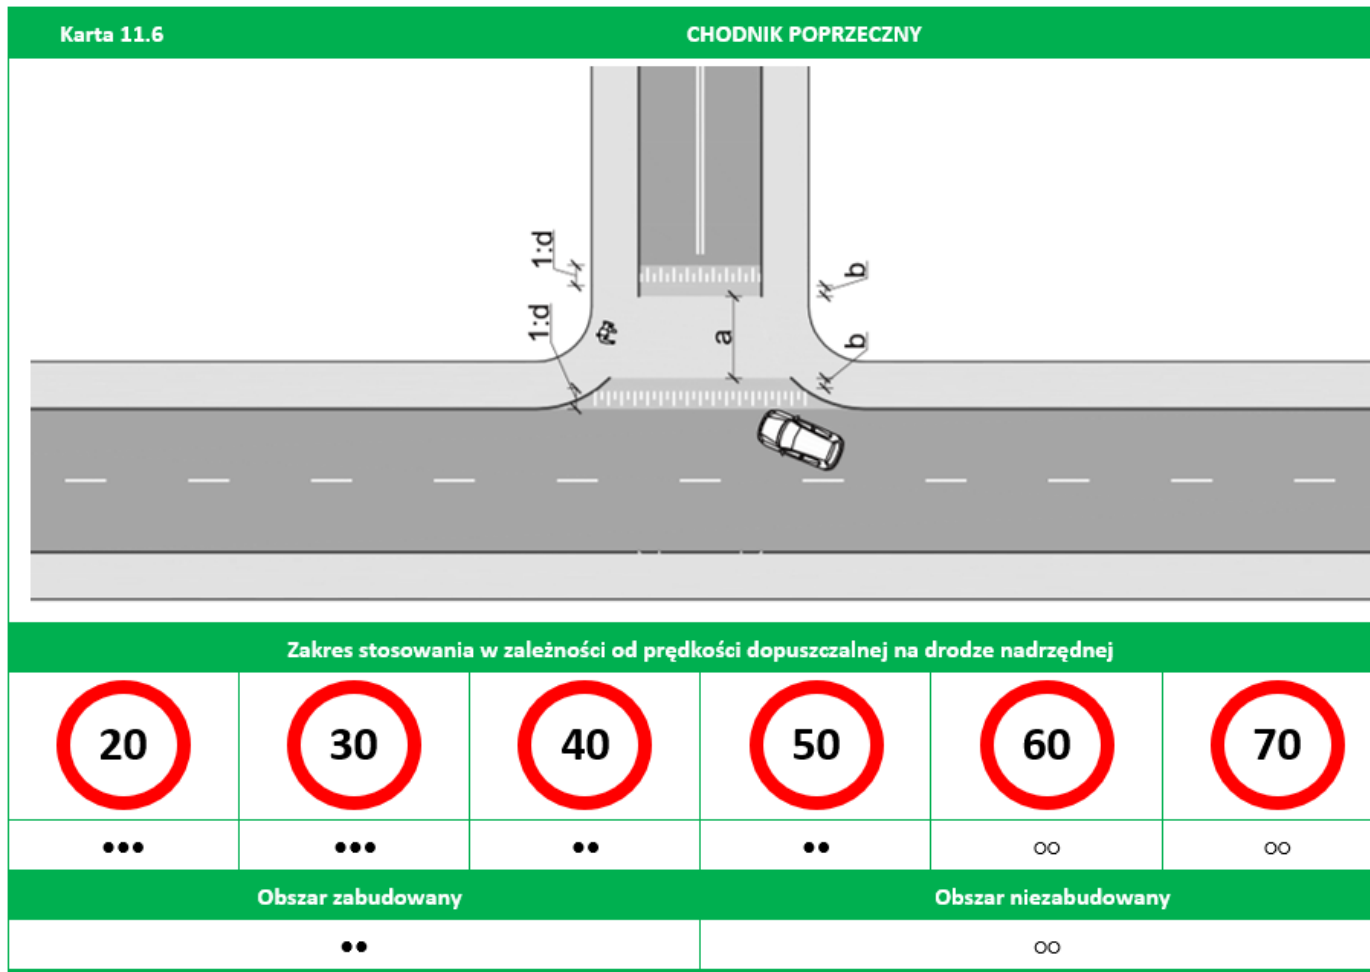 Karta 11.6 CHODNIK POPRZECZNY
1:d
b
1:d
a
b
Zakres stosowania w zależności od prędkości dopuszczalnej na drodze nadrzędnej
20 30 40 50 60 70
●●● ●●● ●● ●● ○○ ○○
Obszar zabudowany Obszar niezabudowany
●● ○○